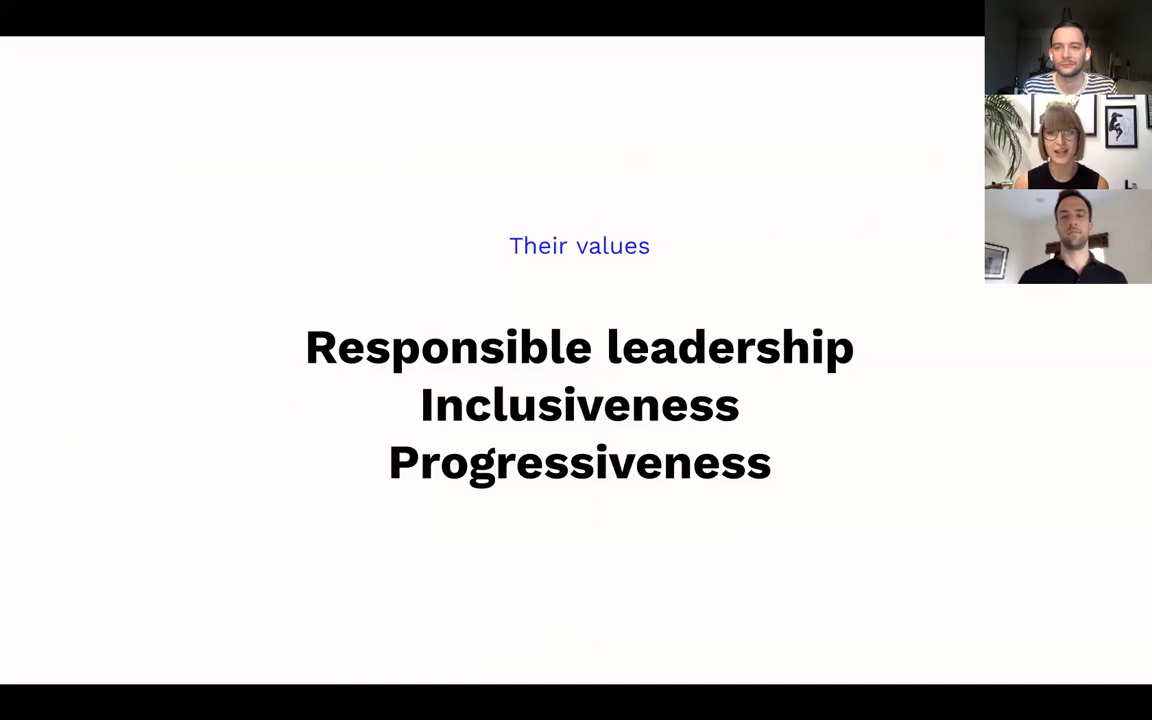 Their values
Responsible leadership
Inclusiveness
Progressiveness